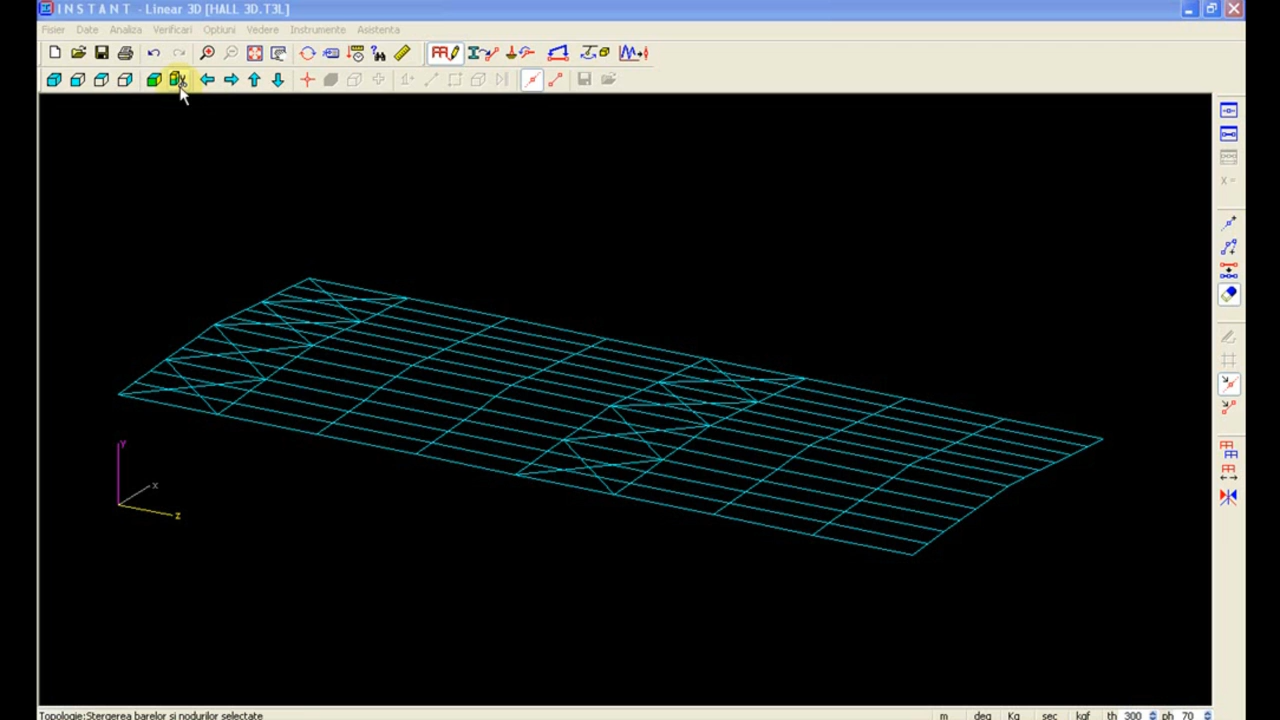 I N S T A N T - Linear 3D [HALL 3D.T3L]
Fisier Date Analiza Verificari Optiuni Vedere Instrumente Asistenta
X =
Y
X
Z
Topologie:Stergerea barelor si nodurilor selectate m deg Kg sec kgf th 300 ph 70